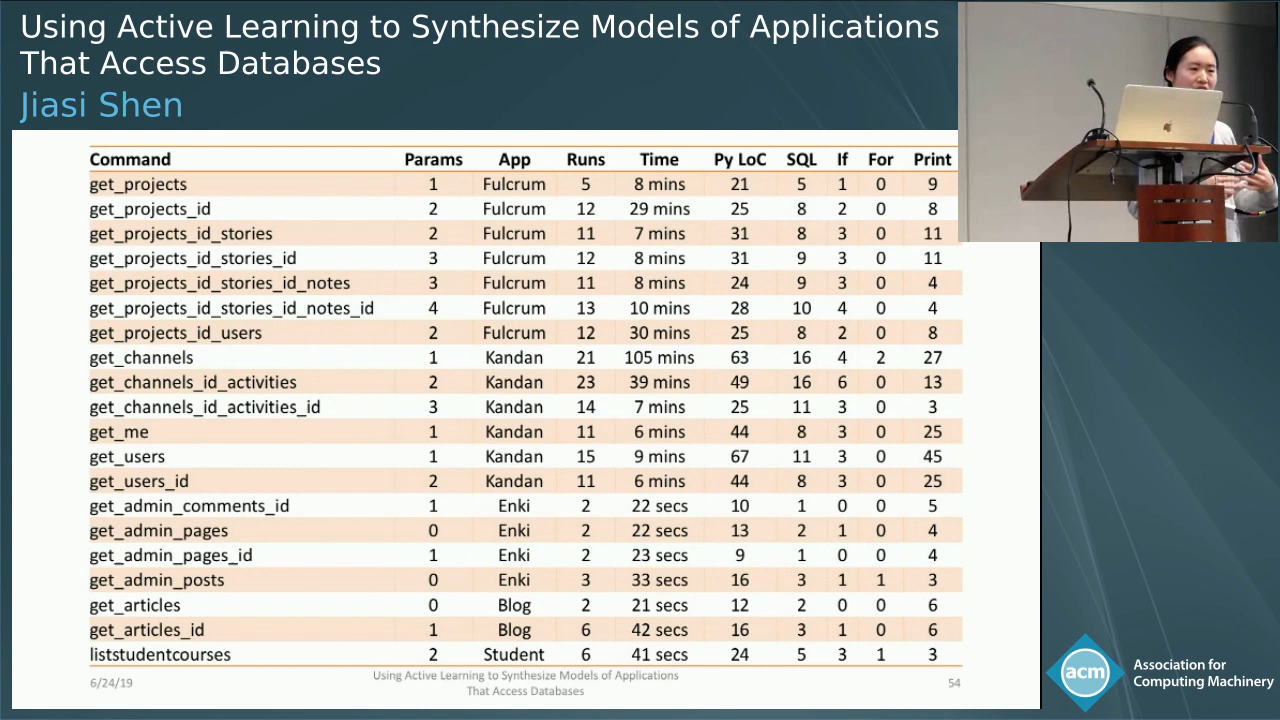 Using Active Learning to Synthesize Models of Applications
That Access Databases
Jiasi Shen
Command Params App Runs Time Py LoC SQL If For Print
get_projects 1 Fulcrum 5 8 mins 21 5 1 0 9
get_projects_id 2 Fulcrum 12 29 mins 25 8 2 0 8
get_projects_id_stories 2 Fulcrum 11 7 mins 31 8 3 0 11
get_projects_id_stories_id 3 Fulcrum 12 8 mins 31 9 3 0 11
get_projects_id_stories_id_notes 3 Fulcrum 11 8 mins 24 9 3 0 4
get_projects_id_stories_id_notes_id 4 Fulcrum 13 10 mins 28 10 4 0 4
get_projects_id_users 2 Fulcrum 12 30 mins 25 8 2 0 8
get_channels 1 Kandan 21 105 mins 63 16 4 2 27
get_channels_id_activities 2 Kandan 23 39 mins 49 16 6 0 13
get_channels_id_activities_id 3 Kandan 14 7 mins 25 11 3 0 3
get_me 1 Kandan 11 6 mins 44 8 3 0 25
get_users 1 Kandan 15 9 mins 67 11 3 0 45
get_users_id 2 Kandan 11 6 mins 44 8 3 0 25
get_admin_comments_id 1 Enki 2 22 secs 10 1 0 0 5
get_admin_pages 0 Enki 2 22 secs 13 2 1 0 4
get_admin_pages_id 1 Enki 2 23 secs 9 1 0 0 4
get_admin_posts 0 Enki 3 33 secs 16 3 1 1 3
get_articles 0 Blog 2 21 secs 12 2 0 0 6
get_articles_id 1 Blog 6 42 secs 16 3 1 0 6
liststudentcourses 2 Student 6 41 secs 24 5 3 1 3
6/24/19
Using Active Learning to Synthesize Models of Applications
That Access Databases
54
acm
Association for
Computing Machinery